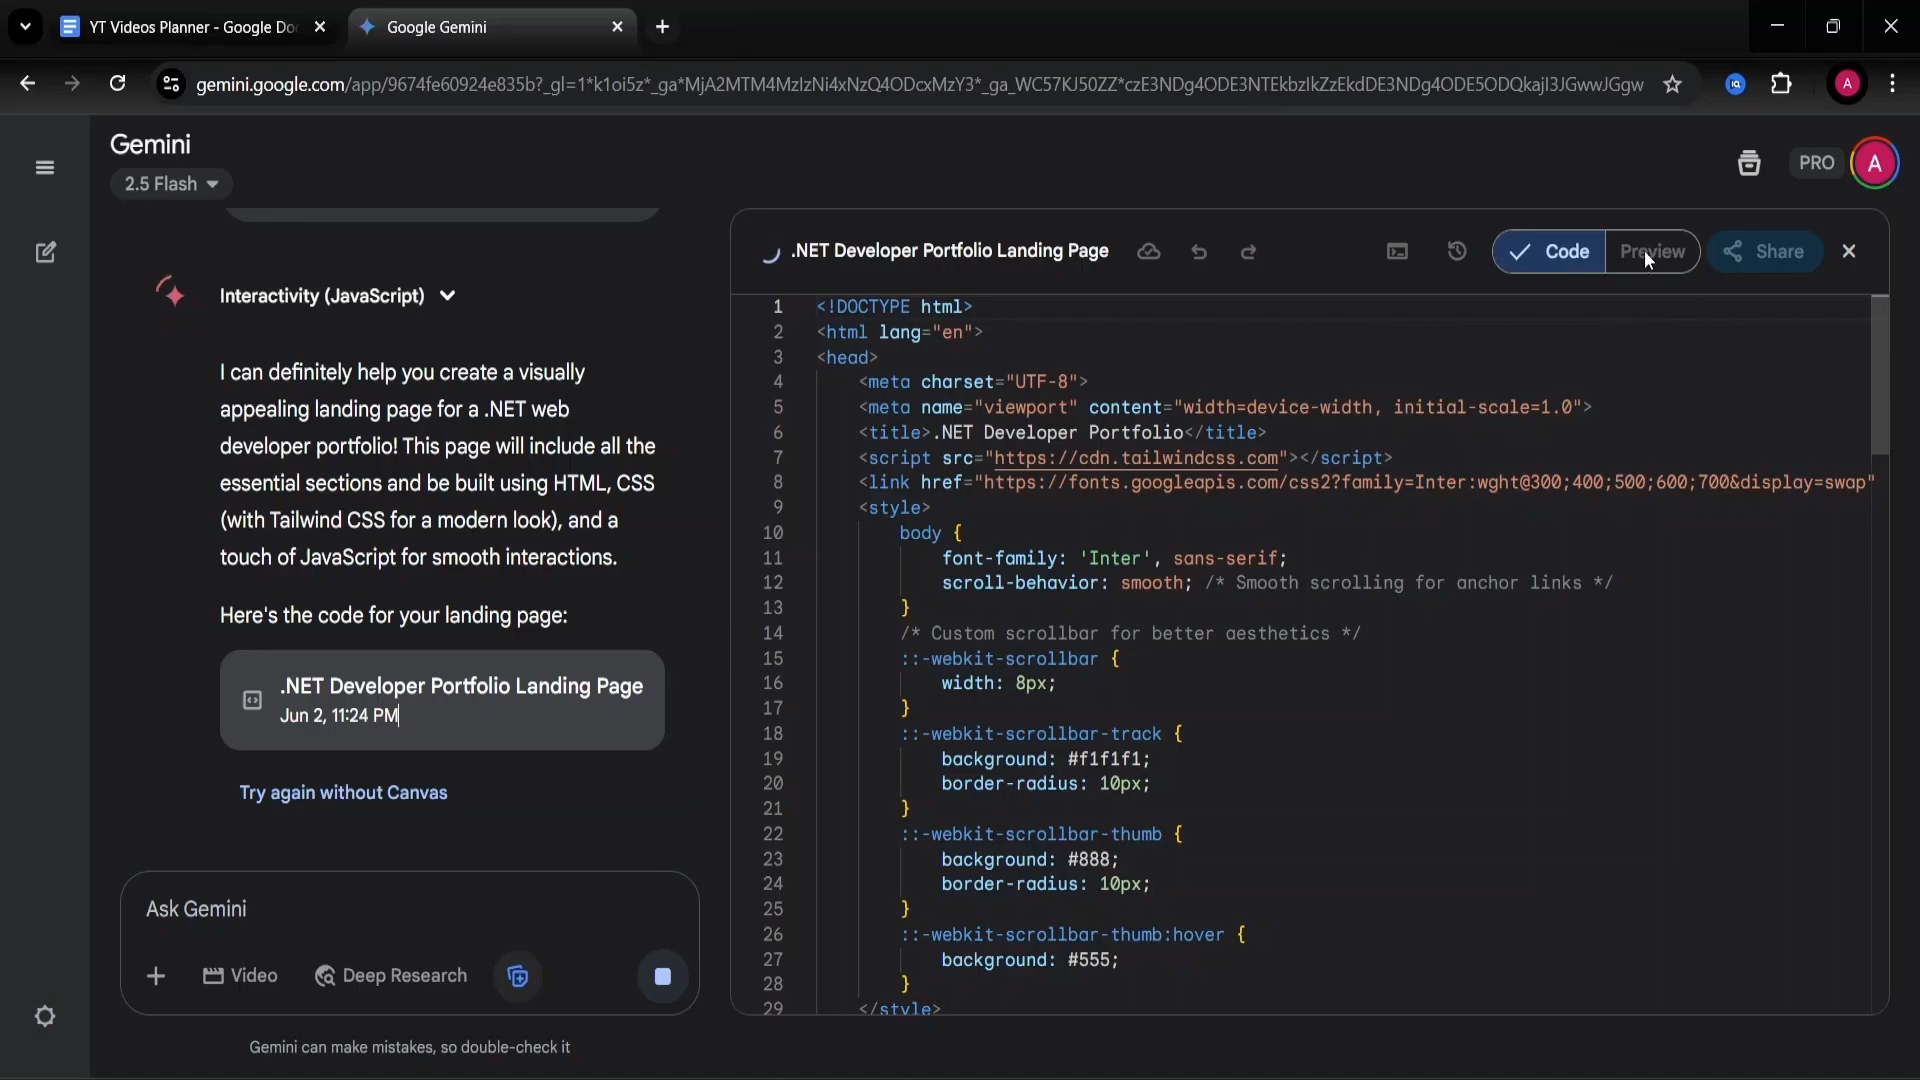 YT Videos Planner - Google Do
Google Gemini
gemini.google.com/app/9674fe60924e835b?_gl=1*k1oi5z*_ga*MjA2MTM4MzIzNi4xNzQ4ODcxMzY3*_ga_WC57KJ50ZZ*czE3NDg4ODE3NTEkbzIkZzEkdDE3NDg4ODE5ODQkajI3JGwwJGgw
A
Gemini
2.5 Flash
PRO
A
Interactivity (JavaScript)
I can definitely help you create a visually
appealing landing page for a .NET web
developer portfolio! This page will include all the
essential sections and be built using HTML, CSS
(with Tailwind CSS for a modern look), and a
touch of JavaScript for smooth interactions.
Here's the code for your landing page:
.NET Developer Portfolio Landing Page
Jun 2, 11:24 PM
Try again without Canvas
Ask Gemini
Video
Deep Research
Gemini can make mistakes, so double-check it
.NET Developer Portfolio Landing Page
Code
Preview
Share
1 <!DOCTYPE html>
2 <html lang="en">
3 <head>
4 <meta charset="UTF-8">
5 <meta name="viewport" content="width=device-width, initial-scale=1.0">
6 <title>.NET Developer Portfolio</title>
7 <script src="https://cdn.tailwindcss.com"></script>
8 <link href="https://fonts.googleapis.com/css2?family=Inter:wght@300;400;500;600;700&display=swap"
9 <style>
10 body {
11 font-family: 'Inter', sans-serif;
12 scroll-behavior: smooth; /* Smooth scrolling for anchor links */
13 }
14 /* Custom scrollbar for better aesthetics */
15 ::-webkit-scrollbar {
16 width: 8px;
17 }
18 ::-webkit-scrollbar-track {
19 background: #f1f1f1;
20 border-radius: 10px;
21 }
22 ::-webkit-scrollbar-thumb {
23 background: #888;
24 border-radius: 10px;
25 }
26 ::-webkit-scrollbar-thumb:hover {
27 background: #555;
28 }
29 </style>